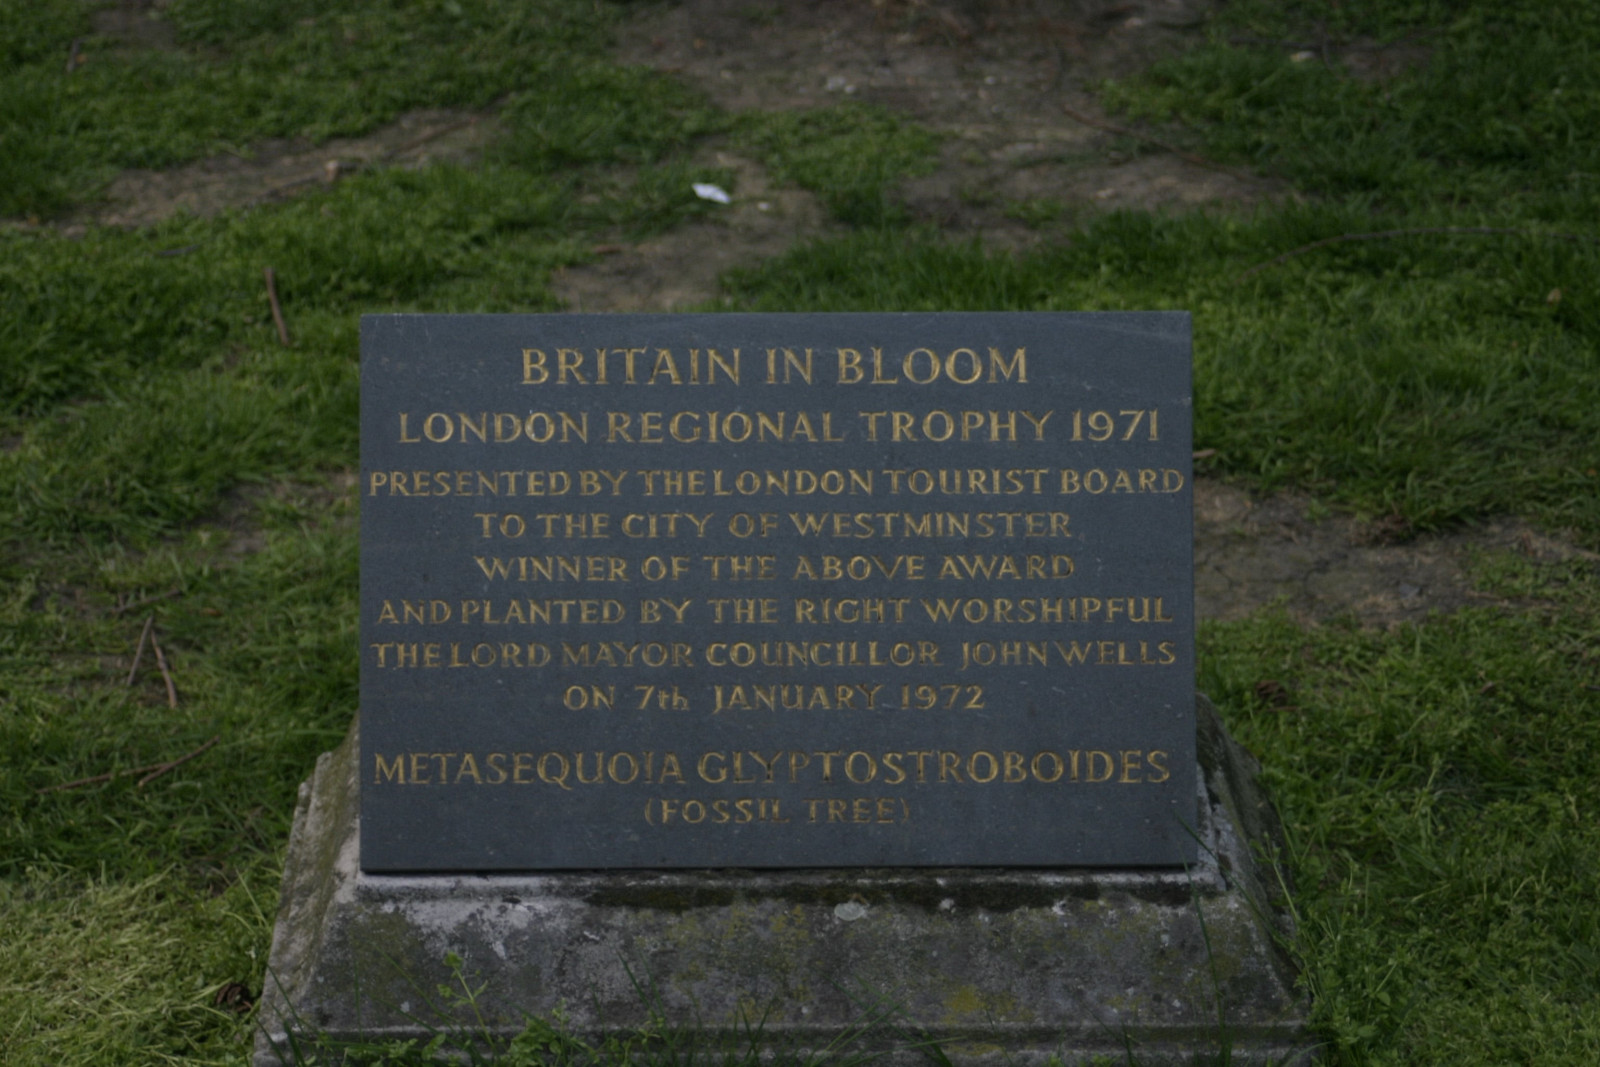 BRITAIN IN BLOOM
LONDON REGIONAL TROPHY 1971
PRESENTED BY THE LONDON TOURIST BOARD
TO THE CITY OF WESTMINSTER
WINNER OF THE ABOVE AWARD
AND PLANTED BY THE RIGHT WORSHIPFUL
THE LORD MAYOR COUNCILLOR JOHN WELLS
ON 7th JANUARY 1972
METASEQUOIA GLYPTOSTROBOIDES
(FOSSIL TREE)